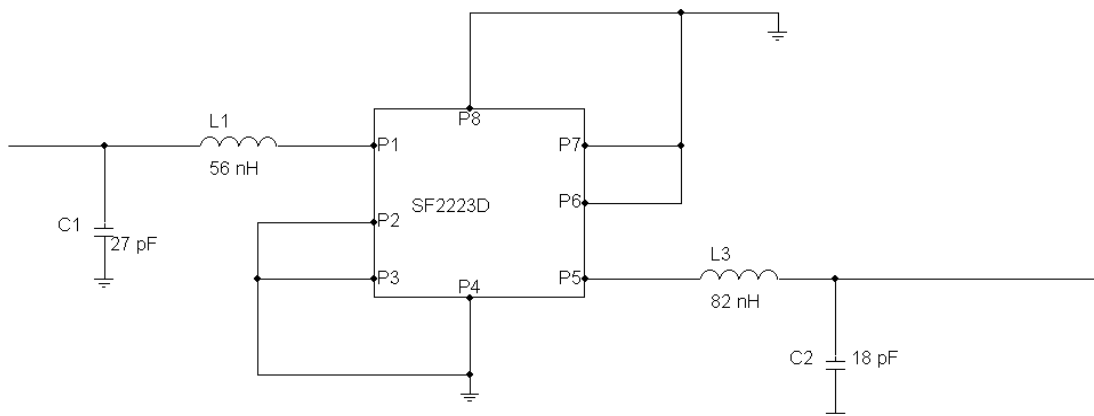 P8
L1
P1
P7
56 nH
SF2223D
P6
P2
C1
27 pF
L3
P3
P5
P4
82 nH
C2
18 pF